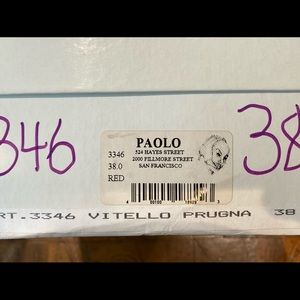 346
38
3346
38.0
RED
PAOLO
524 HAYES STREET
2000 FILLMORE STREET
SAN FRANCISCO
RT.3346 VITELLO PRUGNA 38